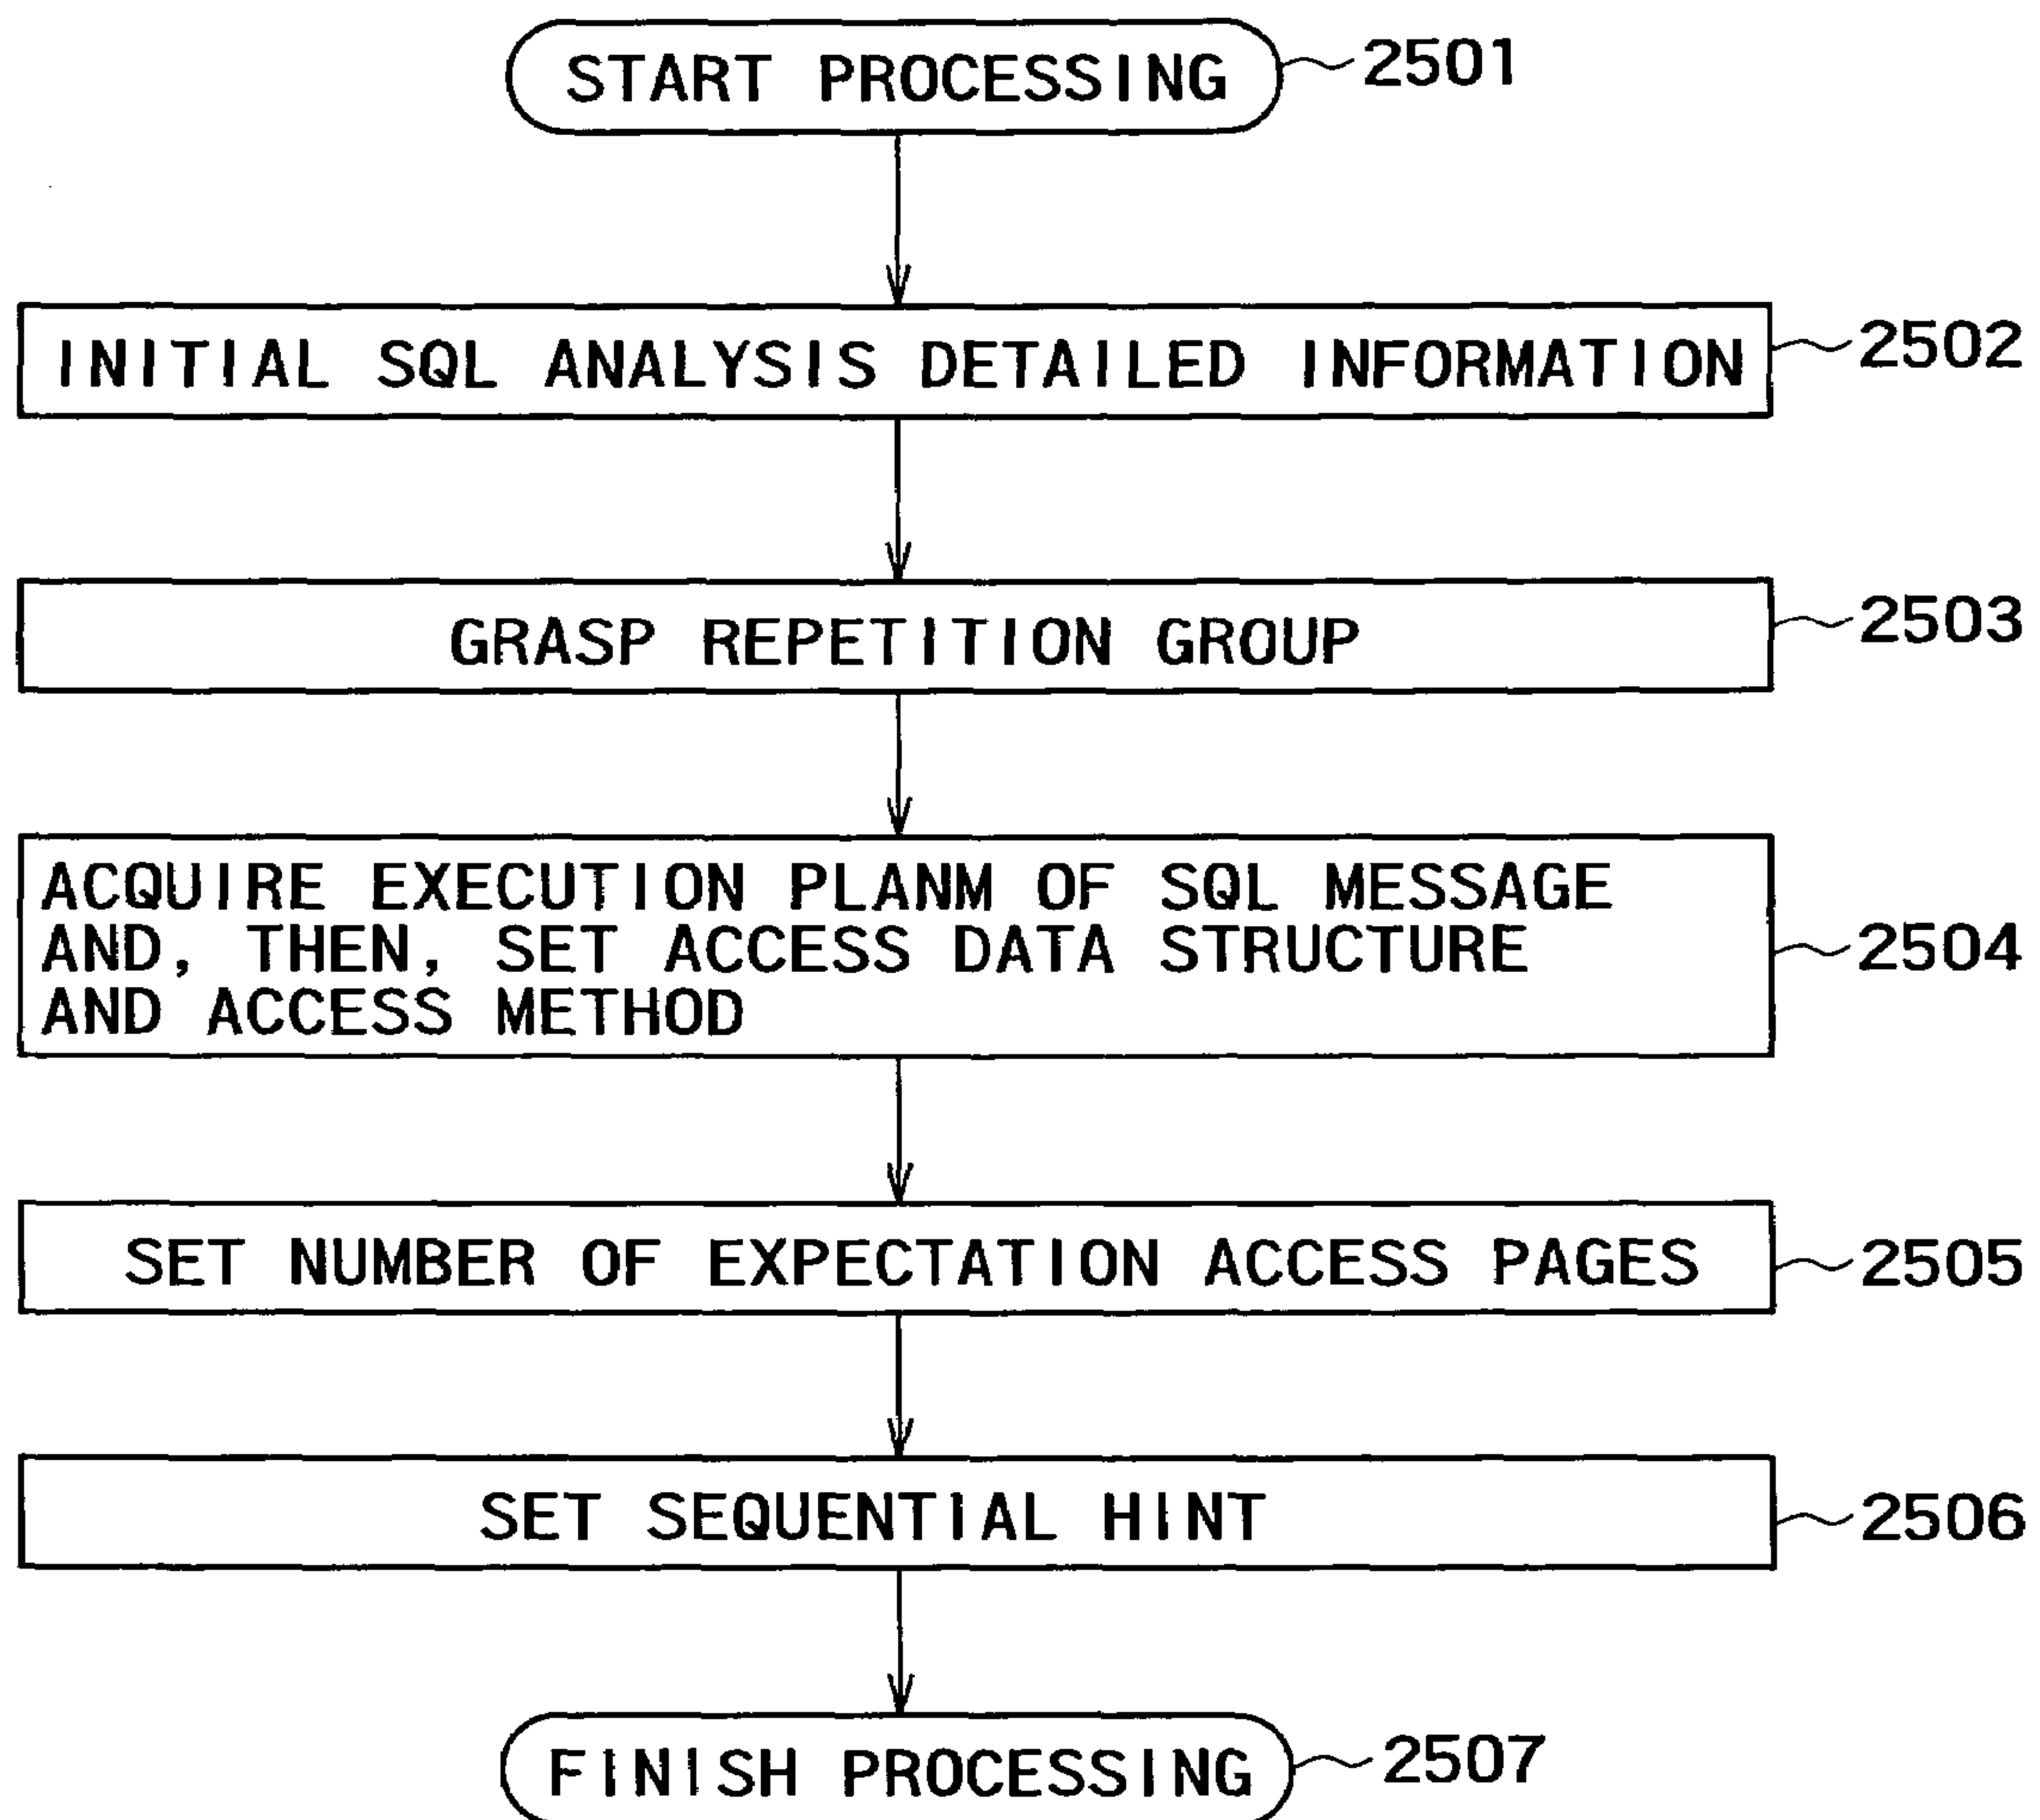 START PROCESSING 2501
INITIAL SQL ANALYSIS DETAILED INFORMATION 2502
GRASP REPETITION GROUP 2503
ACQUIRE EXECUTION PLANM OF SQL MESSAGE
AND, THEN, SET ACCESS DATA STRUCTURE 2504
AND ACCESS METHOD
SET NUMBER OF EXPECTATION ACCESS PAGES 2505
SET SEQUENTIAL HINT 2506
FINISH PROCESSING 2507